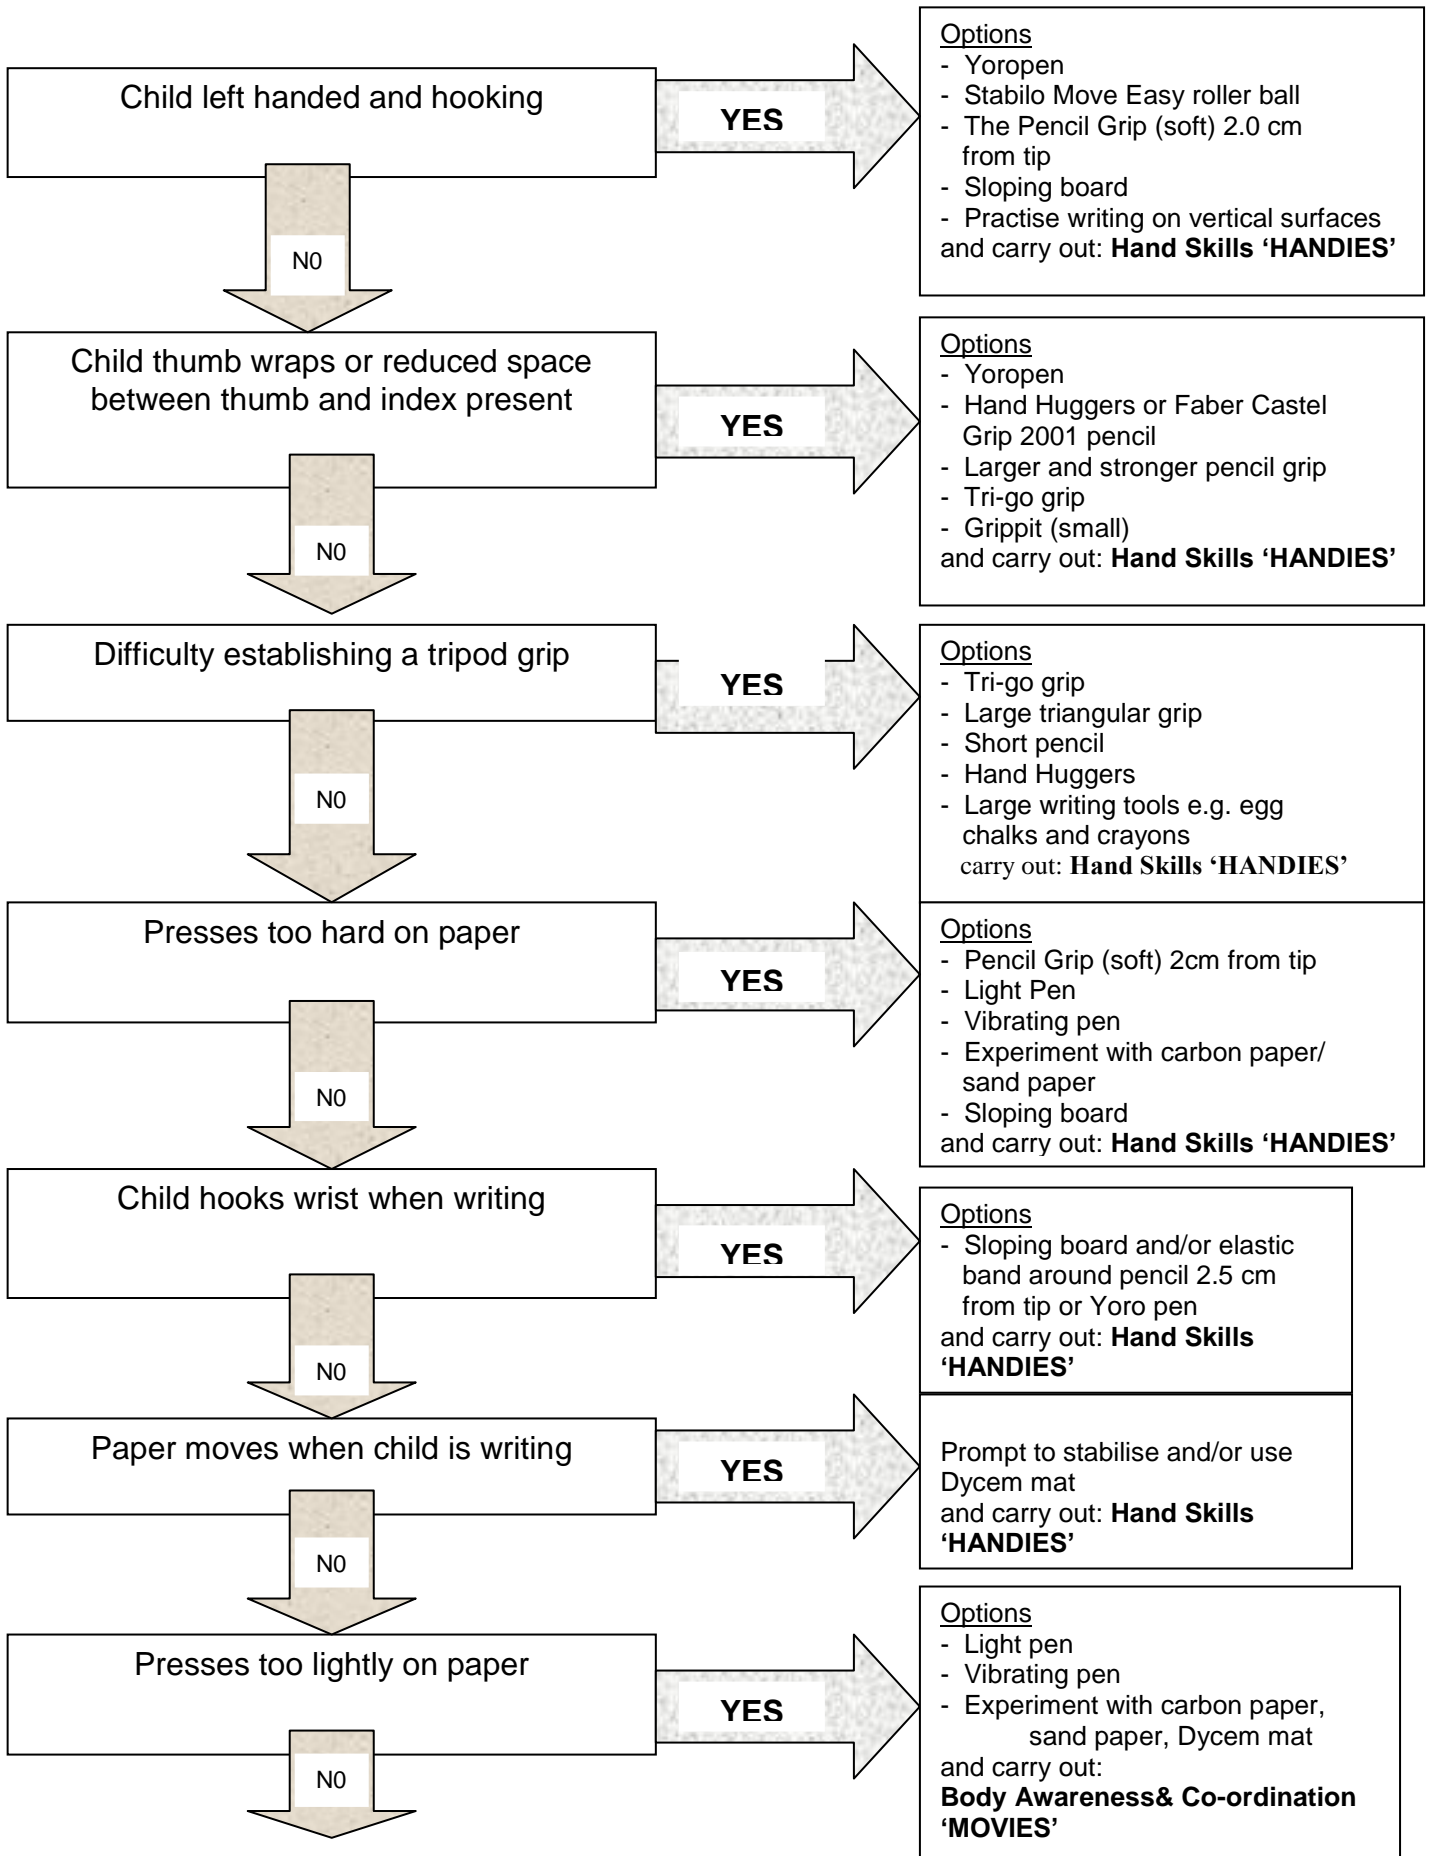 Child left handed and hooking
YES
Options
- Yoropen
- Stabilo Move Easy roller ball
- The Pencil Grip (soft) 2.0 cm
from tip
- Sloping board
- Practise writing on vertical surfaces
and carry out: Hand Skills ‘HANDIES’
N0
Child thumb wraps or reduced space
between thumb and index present
YES
Options
- Yoropen
- Hand Huggers or Faber Castel
Grip 2001 pencil
- Larger and stronger pencil grip
- Tri-go grip
- Grippit (small)
and carry out: Hand Skills ‘HANDIES’
N0
Difficulty establishing a tripod grip
YES
Options
- Tri-go grip
- Large triangular grip
- Short pencil
- Hand Huggers
- Large writing tools e.g. egg
chalks and crayons
carry out: Hand Skills ‘HANDIES’
N0
Presses too hard on paper
YES
Options
- Pencil Grip (soft) 2cm from tip
- Light Pen
- Vibrating pen
- Experiment with carbon paper/
sand paper
- Sloping board
and carry out: Hand Skills ‘HANDIES’
N0
Child hooks wrist when writing
YES
Options
- Sloping board and/or elastic
band around pencil 2.5 cm
from tip or Yoro pen
and carry out: Hand Skills
‘HANDIES’
N0
Paper moves when child is writing
YES
Prompt to stabilise and/or use
Dycem mat
and carry out: Hand Skills
‘HANDIES’
N0
Presses too lightly on paper
YES
Options
- Light pen
- Vibrating pen
- Experiment with carbon paper,
sand paper, Dycem mat
and carry out:
Body Awareness& Co-ordination
‘MOVIES’
N0